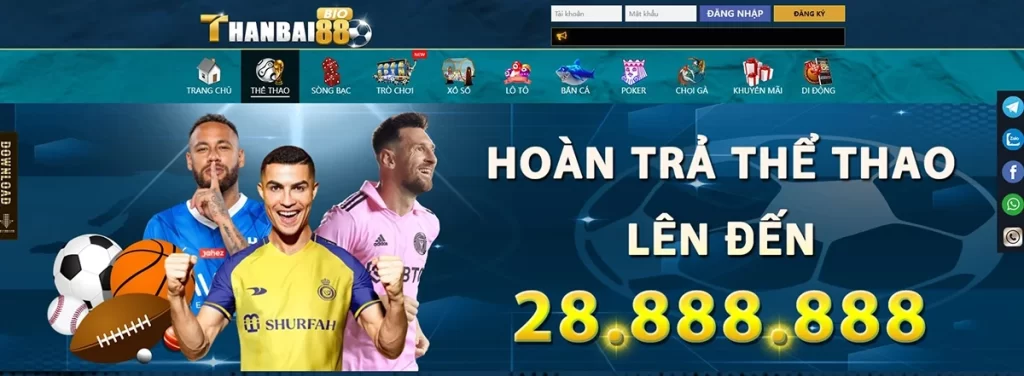 BIO
THANBAI88
Tài khoản
Mật khẩu
ĐĂNG NHẬP
ĐĂNG KÝ
TRANG CHỦ
THỂ THAO
SÒNG BẠC
NEW
TRÒ CHƠI
XỔ SỐ
LÔ TÔ
BẮN CÁ
POKER
CHỌI GÀ
KHUYẾN MÃI
DI ĐỘNG
DOWNLOAD
HOÀN TRẢ THỂ THAO
LÊN ĐẾN
28.888.888
jahez
SHURFAH
Zalo